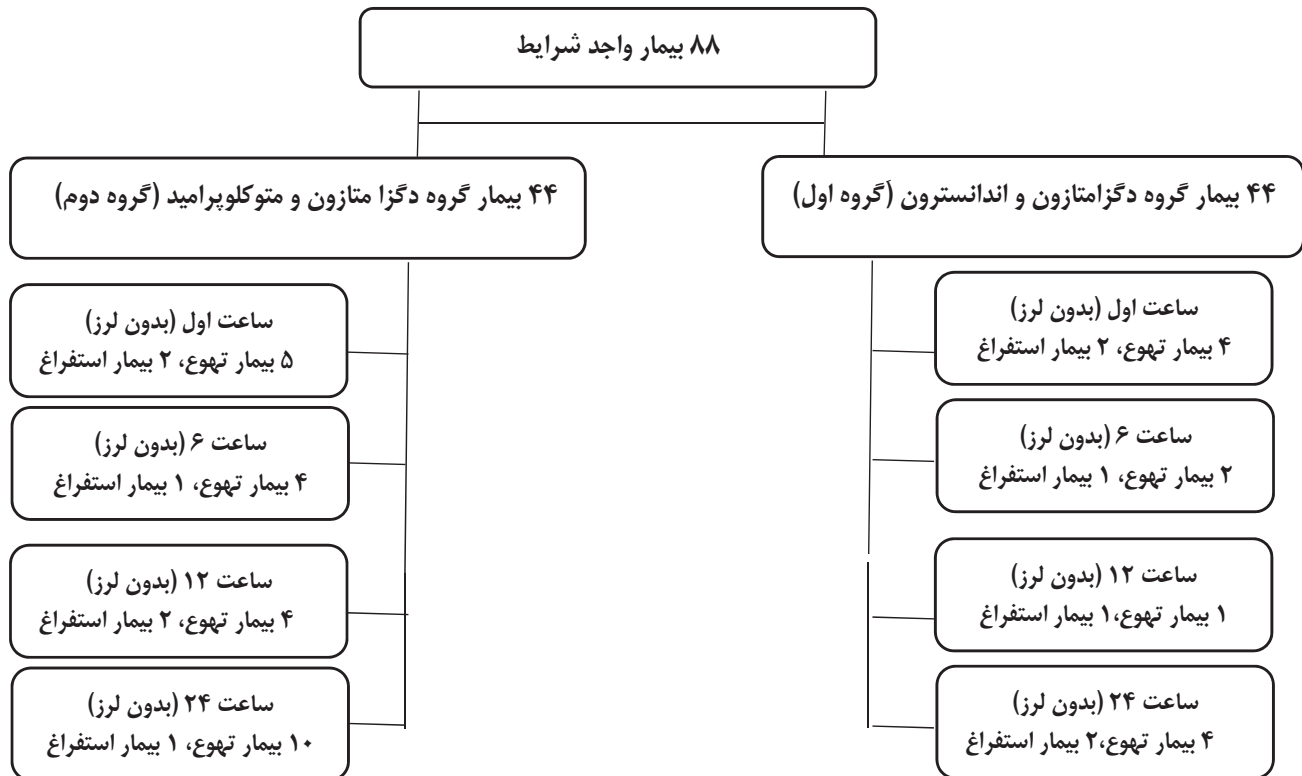 ۸۸ بیمار واجد شرایط
۴۴ بیمار گروه دگزامتازون و اندانسترون (گروه اول)
۴۴ بیمار گروه دگزا متازون و متوکلوپرامید (گروه دوم)
ساعت اول (بدون لرز)
۴ بیمار تهوع، ۲ بیمار استفراغ
ساعت ۶ (بدون لرز)
۲ بیمار تهوع، ۱ بیمار استفراغ
ساعت ۱۲ (بدون لرز)
۱ بیمار تهوع،۱ بیمار استفراغ
ساعت ۲۴ (بدون لرز)
۴ بیمار تهوع،۲ بیمار استفراغ
ساعت اول (بدون لرز)
۵ بیمار تهوع، ۲ بیمار استفراغ
ساعت ۶ (بدون لرز)
۴ بیمار تهوع، ۱ بیمار استفراغ
ساعت ۱۲ (بدون لرز)
۴ بیمار تهوع، ۲ بیمار استفراغ
ساعت ۲۴ (بدون لرز)
۱۰ بیمار تهوع، ۱ بیمار استفراغ